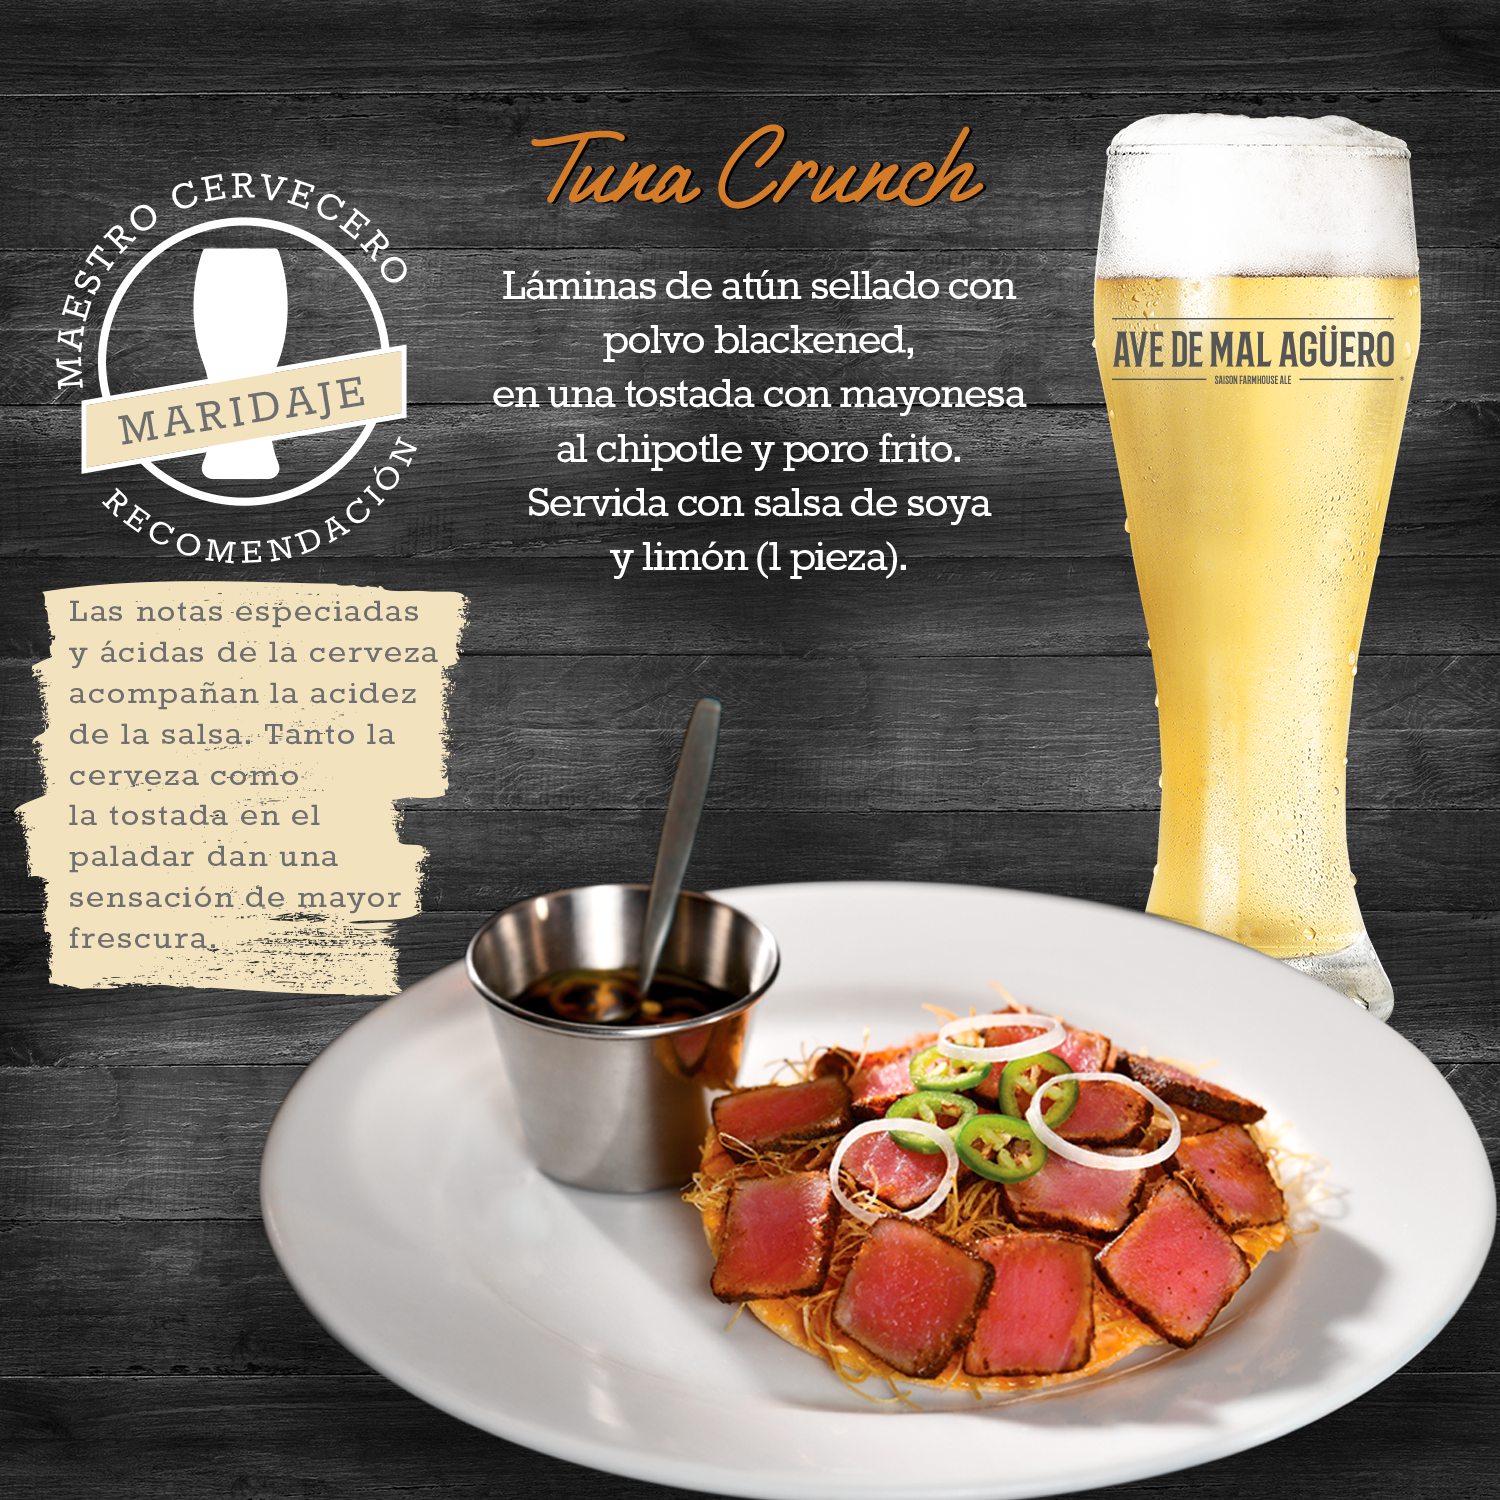 MAESTRO CERVECERO
MARIDAJE
RECOMENDACIÓN
Tuna Crunch
Láminas de atún sellado con
polvo blackened,
en una tostada con mayonesa
al chipotle y poro frito.
Servida con salsa de soya
y limón (1 pieza).
AVE DE MAL AGÜERO
SAISON FARMHOUSE ALE
Las notas especiadas
y ácidas de la cerveza
acompañan la acidez
de la salsa. Tanto la
cerveza como
la tostada en el
paladar dan una
sensación de mayor
frescura.